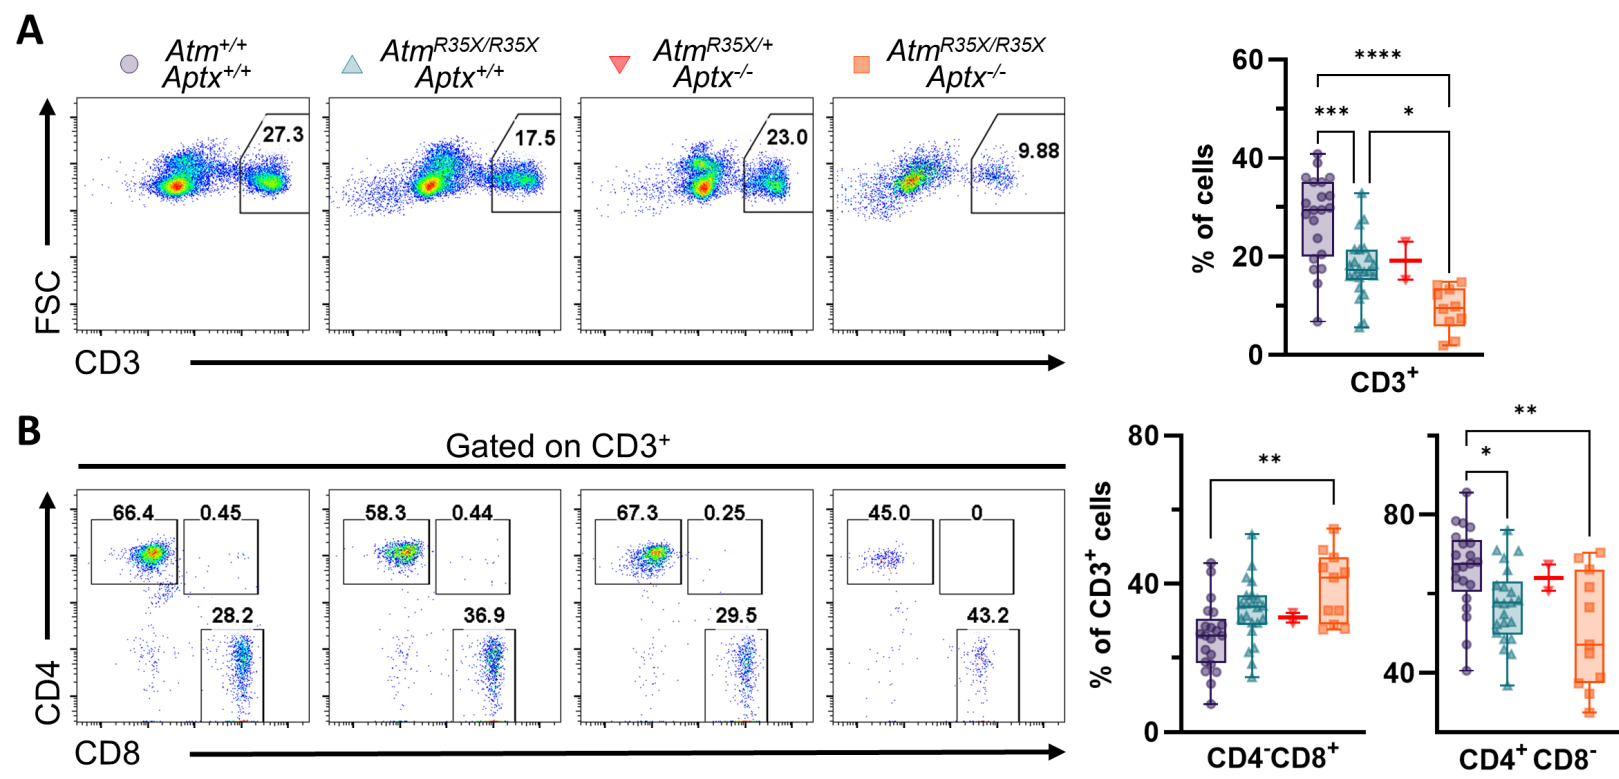 A
Atm+/+
Aptx+/+
AtmR35X/R35X
Aptx+/+
AtmR35X/+
Aptx-/-
AtmR35X/R35X
Aptx-/-
27.3
17.5
23.0
9.88
FSC
CD3
****
***
*
60
40
20
0
% of cells
CD3+
B
Gated on CD3+
66.4
0.45
28.2
58.3
0.44
36.9
67.3
0.25
29.5
45.0
0
43.2
CD4
CD8
80
40
0
% of CD3+ cells
**
CD4-CD8+
**
*
80
40
CD4+ CD8-